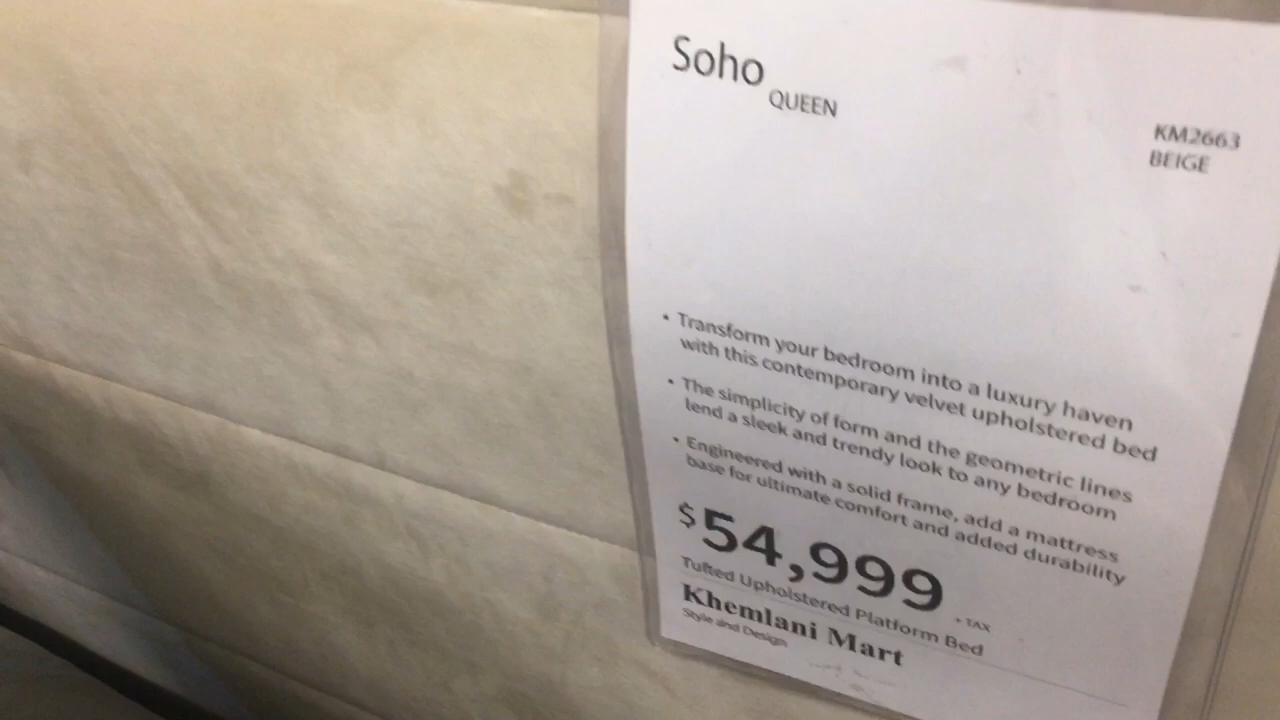 Soho
QUEEN
KM2663
BEIGE
• Transform your bedroom into a luxury haven
with this contemporary velvet upholstered bed
• The simplicity of form and the geometric lines
lend a sleek and trendy look to any bedroom
• Engineered with a solid frame, add a mattress
base for ultimate comfort and added durability
$54,999 + TAX
Tufted Upholstered Platform Bed
Khemlani Mart
Style and Design